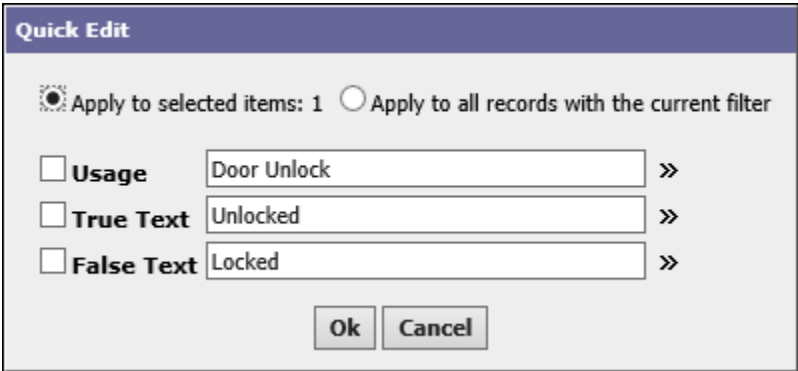 Quick Edit
Apply to selected items: 1 Apply to all records with the current filter
Usage Door Unlock »
True Text Unlocked »
False Text Locked »
Ok Cancel